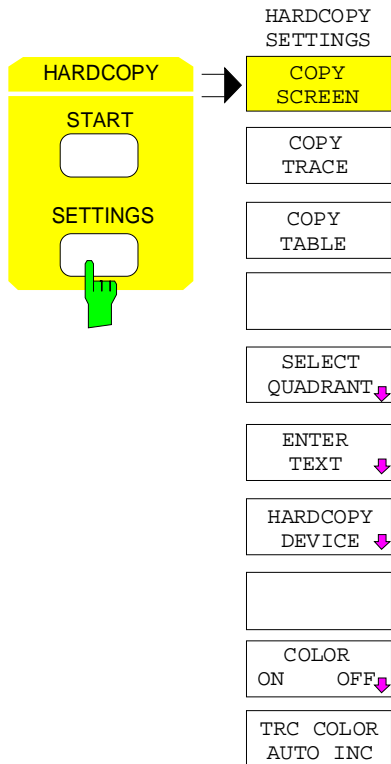 HARDCOPY
START
SETTINGS
HARDCOPY
SETTINGS
COPY
SCREEN
COPY
TRACE
COPY
TABLE
SELECT
QUADRANT
ENTER
TEXT
HARDCOPY
DEVICE
COLOR
ON OFF
TRC COLOR
AUTO INC